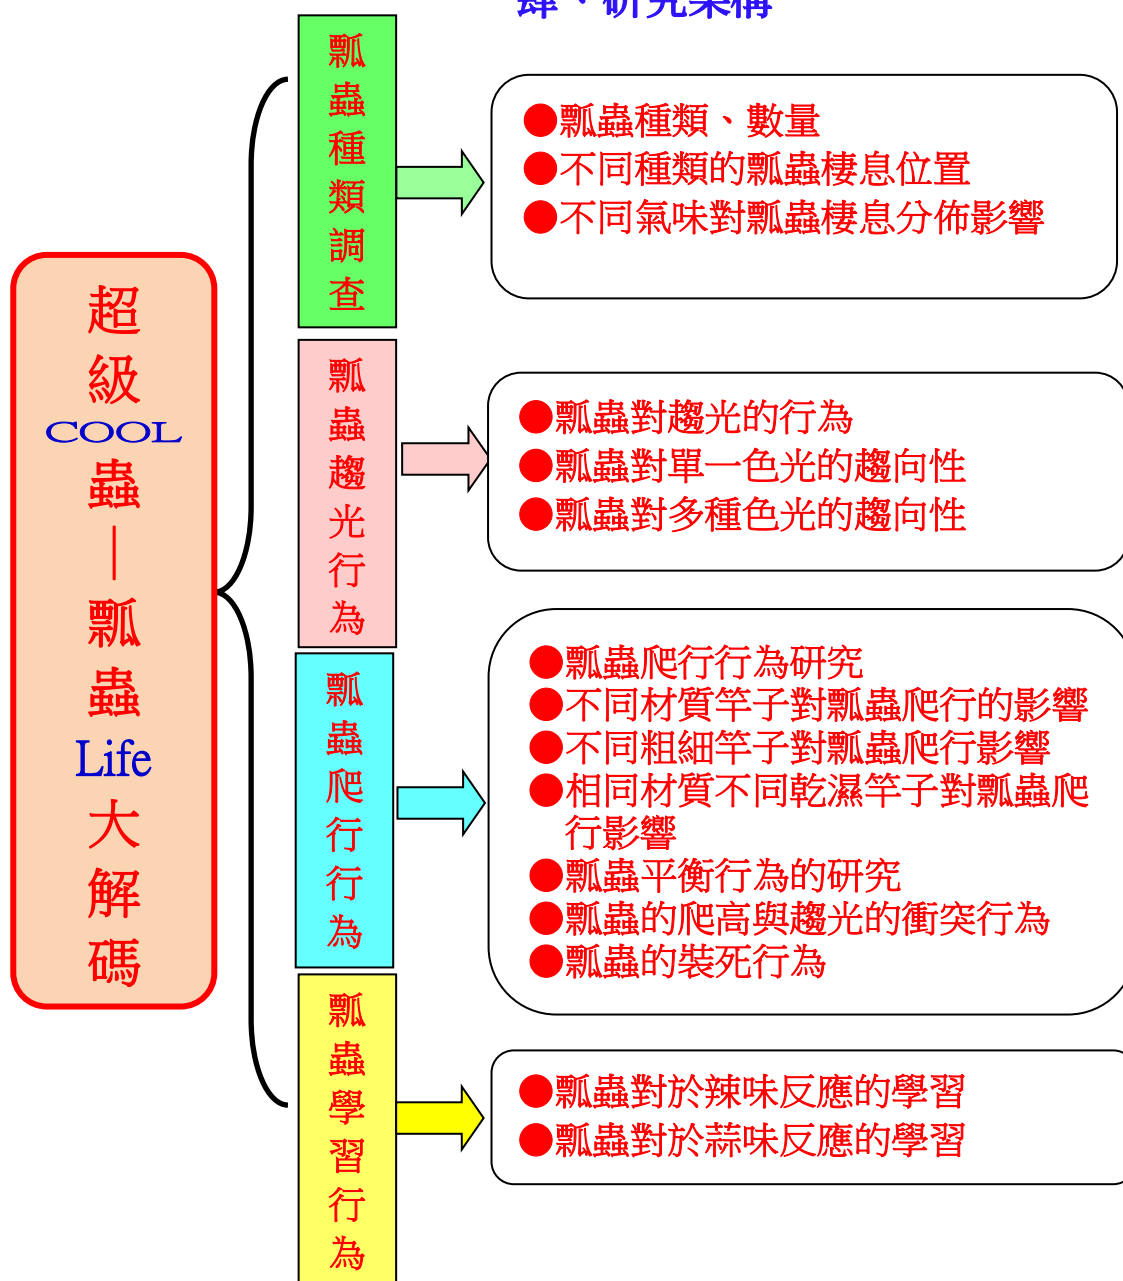 肆、研究架構
超級COOL蟲｜瓢蟲Life大解碼
瓢蟲種類調查
●瓢蟲種類、數量
●不同種類的瓢蟲棲息位置
●不同氣味對瓢蟲棲息分佈影響
瓢蟲趨光行為
●瓢蟲對趨光的行為
●瓢蟲對單一色光的趨向性
●瓢蟲對多種色光的趨向性
瓢蟲爬行行為
●瓢蟲爬行行為研究
●不同材質竿子對瓢蟲爬行的影響
●不同粗細竿子對瓢蟲爬行影響
●相同材質不同乾濕竿子對瓢蟲爬
行影響
●瓢蟲平衡行為的研究
●瓢蟲的爬高與趨光的衝突行為
●瓢蟲的裝死行為
瓢蟲學習行為
●瓢蟲對於辣味反應的學習
●瓢蟲對於蒜味反應的學習